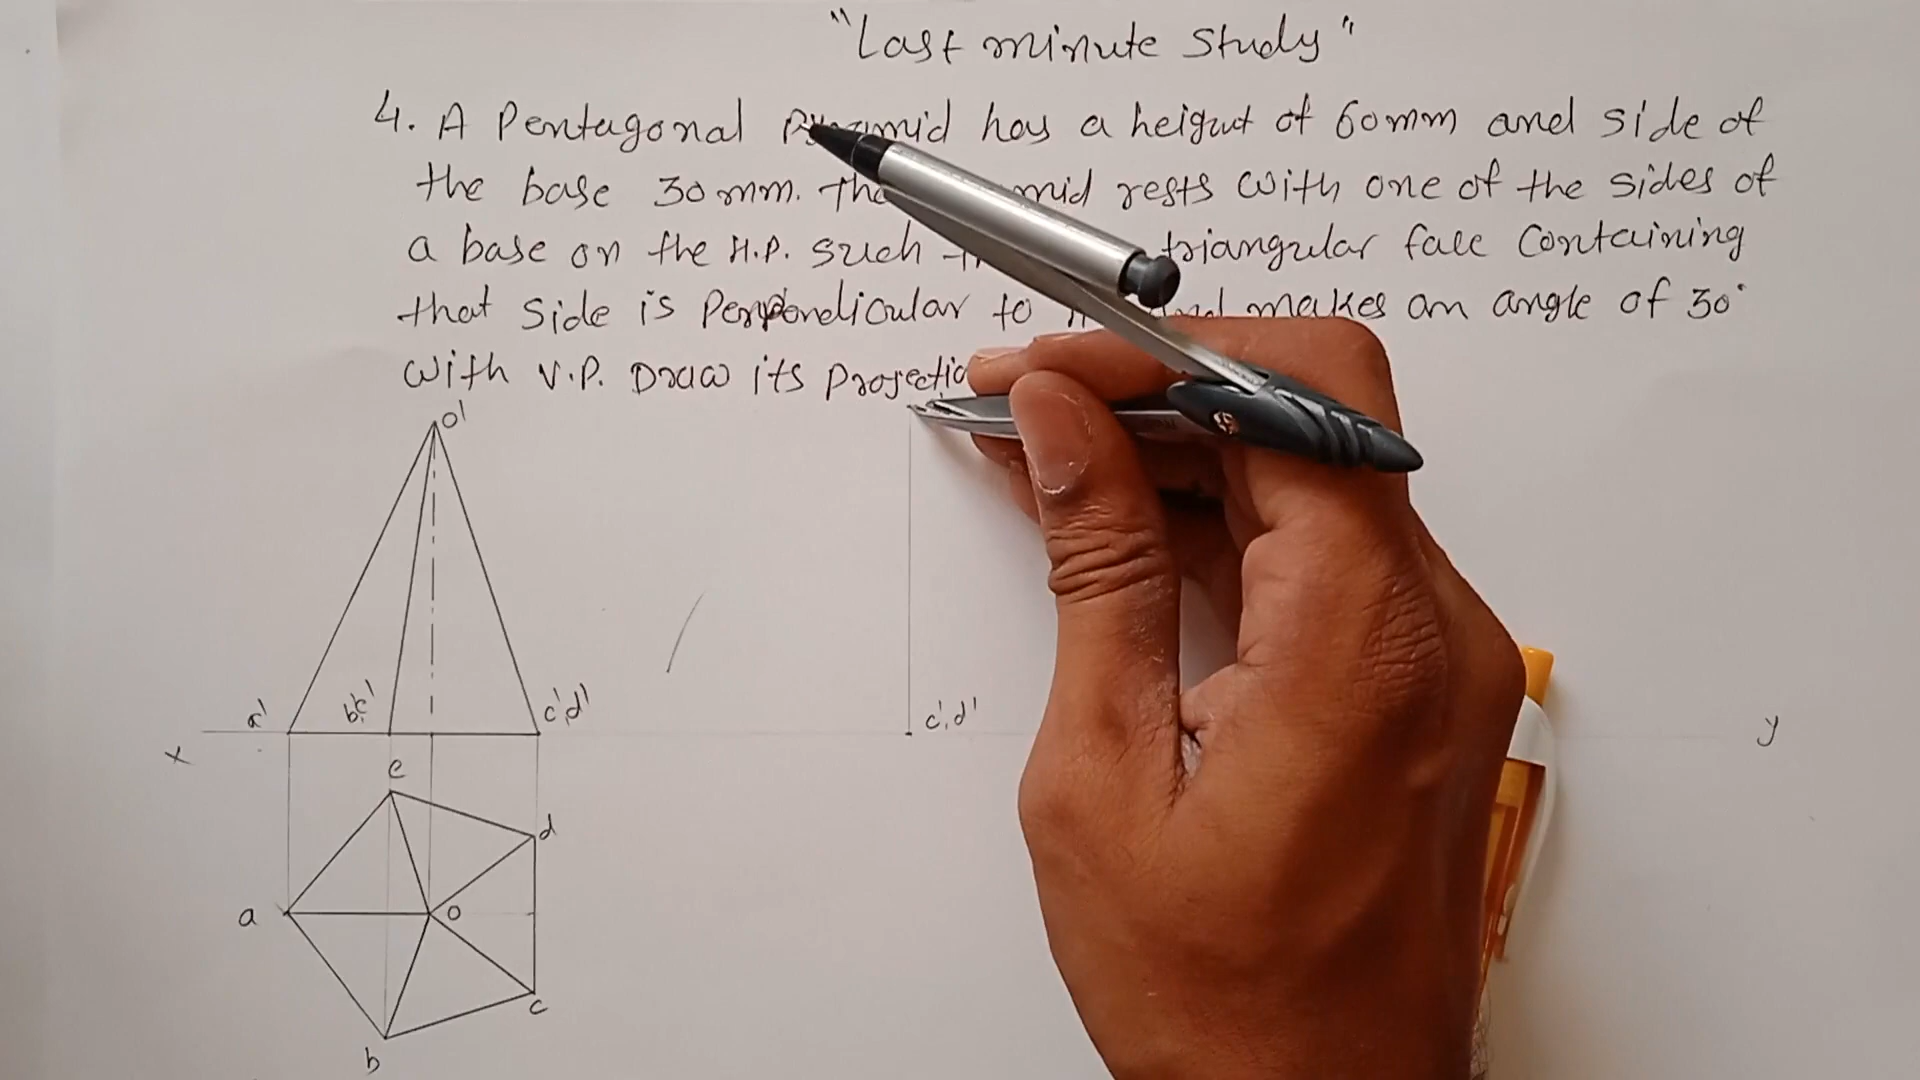 "Last minute Study"
4. A Pentagonal Pyramid has a height of 60mm and side of
the base 30mm. The mid rests with one of the sides of
a base on the H.P. such triangular face Containing
that side is Perpendicular to and makes an angle of 30°
with V.P. Draw its Projectio
o'
a' b'e' c'd' c',d'
x y
e
d
a o
c
b